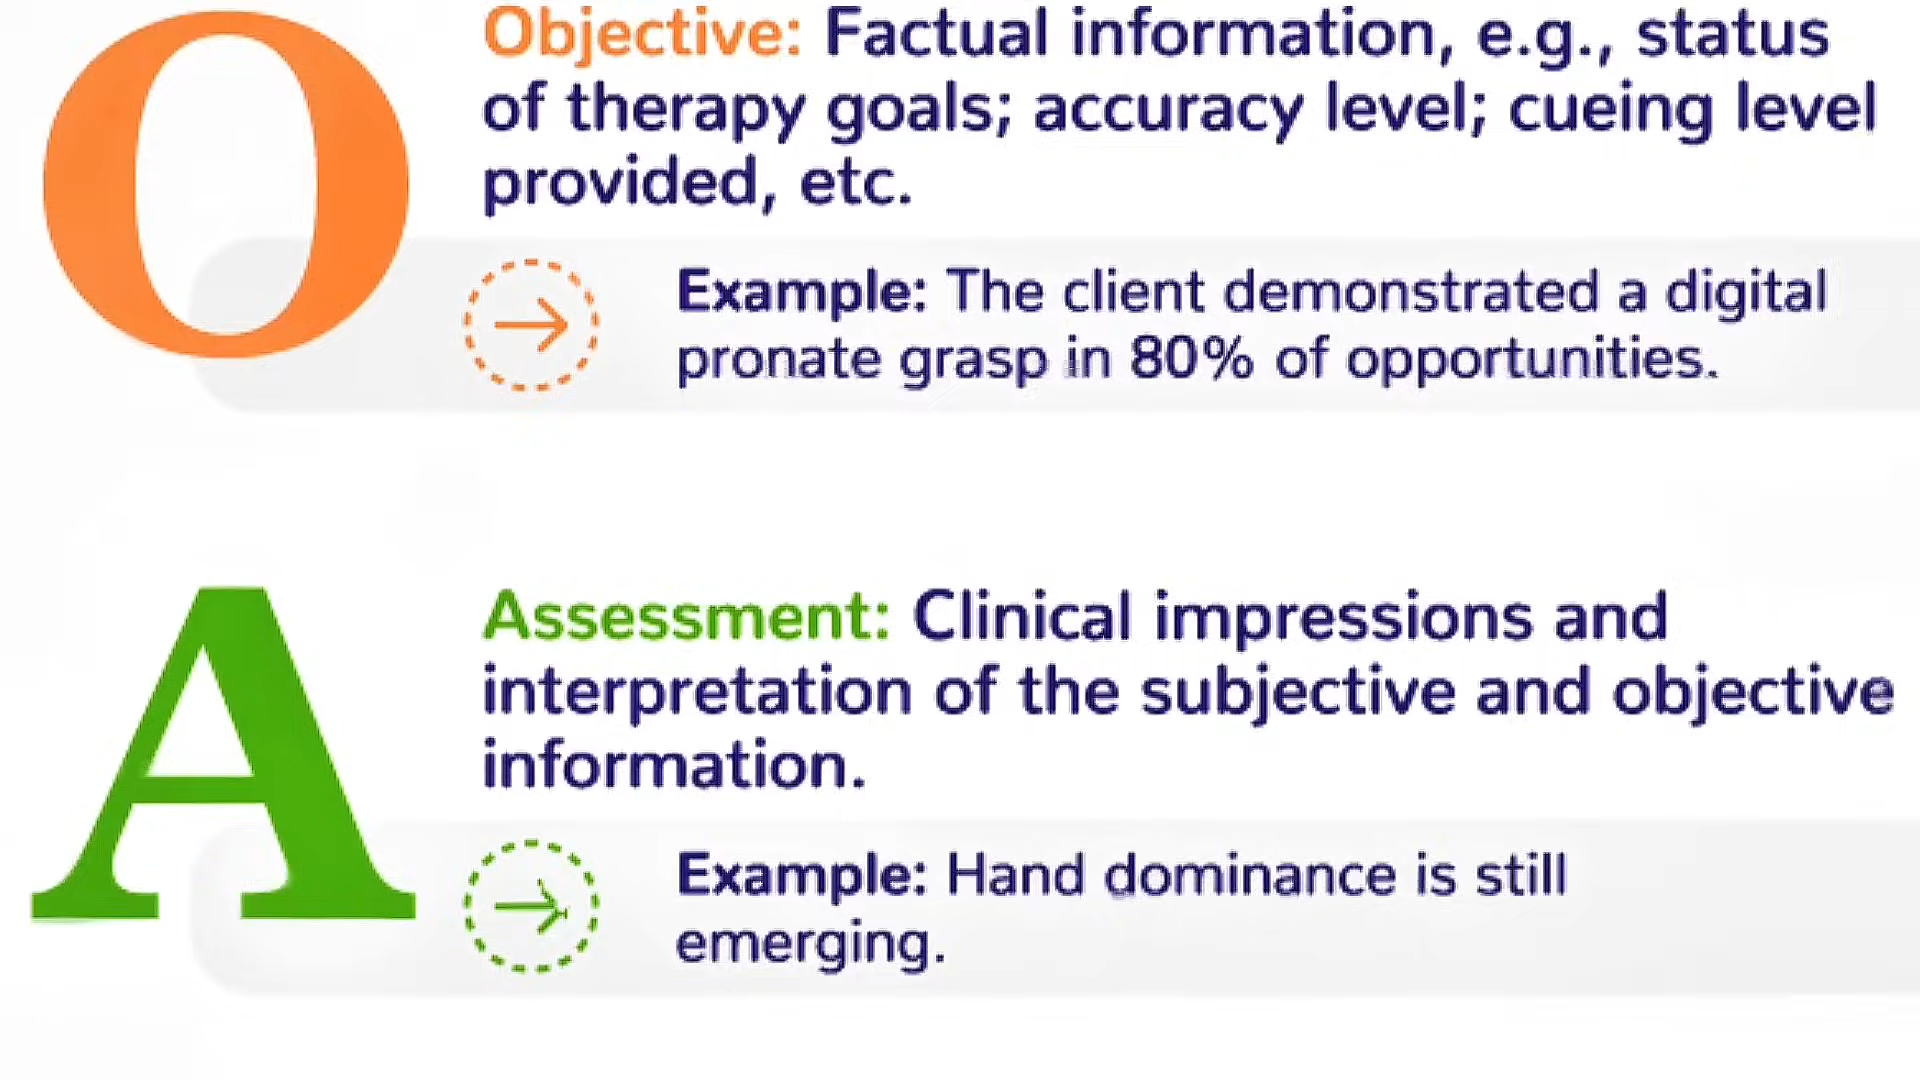 O
Objective: Factual information, e.g., status
of therapy goals; accuracy level; cueing level
provided, etc.
Example: The client demonstrated a digital
pronate grasp in 80% of opportunities.
A
Assessment: Clinical impressions and
interpretation of the subjective and objective
information.
Example: Hand dominance is still
emerging.